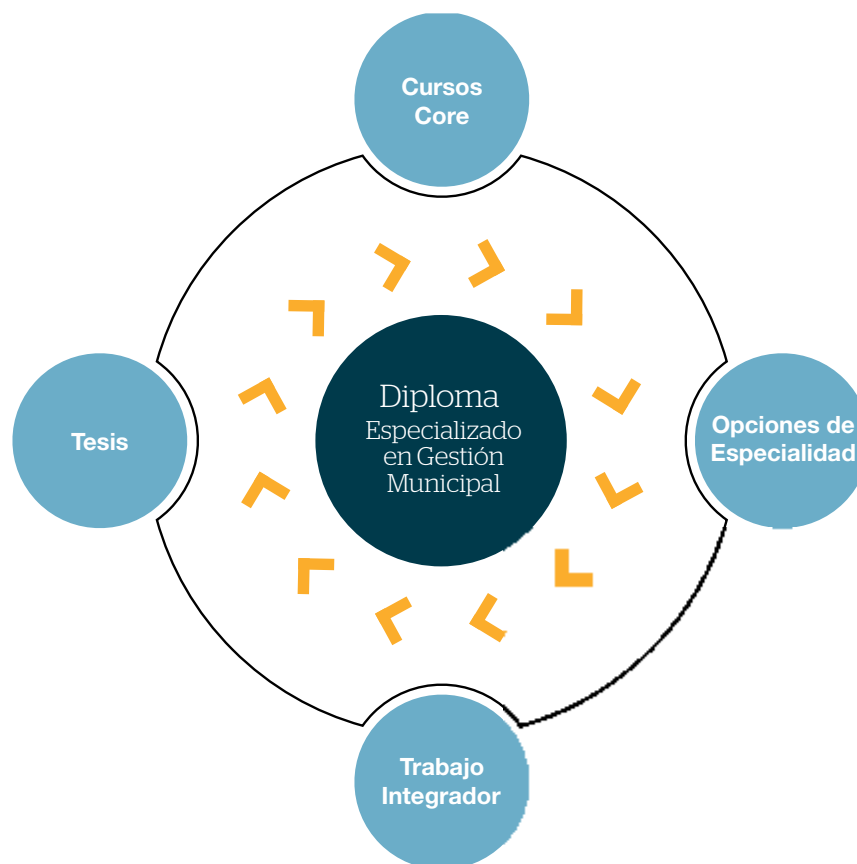 Cursos
Core
Diploma
Especializado
en Gestión
Municipal
Tesis
Opciones de
Especialidad
Trabajo
Integrador